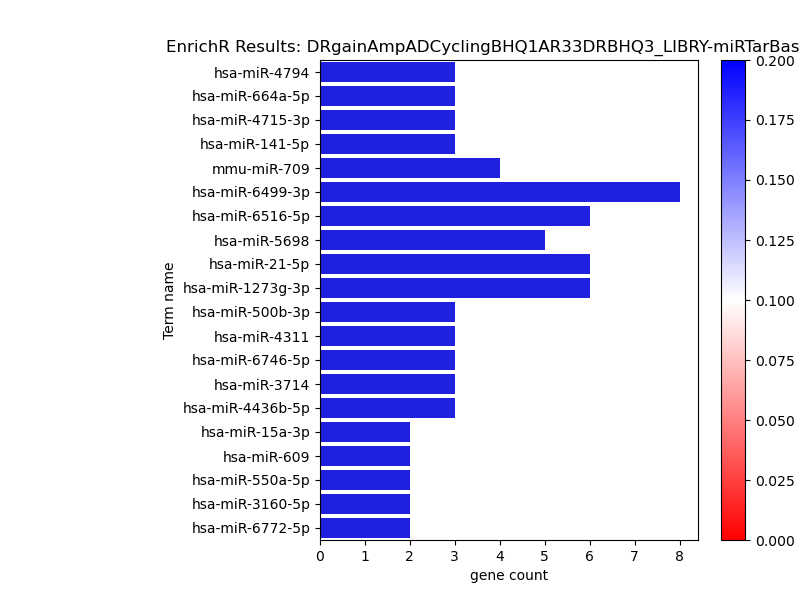 EnrichR Results: DRgainAmpADCyclingBHQ1AR33DRBHQ3_LIBRY-miRTarBas
hsa-miR-4794
hsa-miR-664a-5p
hsa-miR-4715-3p
hsa-miR-141-5p
mmu-miR-709
hsa-miR-6499-3p
hsa-miR-6516-5p
hsa-miR-5698
hsa-miR-21-5p
hsa-miR-1273g-3p
hsa-miR-500b-3p
hsa-miR-4311
hsa-miR-6746-5p
hsa-miR-3714
hsa-miR-4436b-5p
hsa-miR-15a-3p
hsa-miR-609
hsa-miR-550a-5p
hsa-miR-3160-5p
hsa-miR-6772-5p
Term name
0 1 2 3 4 5 6 7 8
gene count
0.200
0.175
0.150
0.125
0.100
0.075
0.050
0.025
0.000